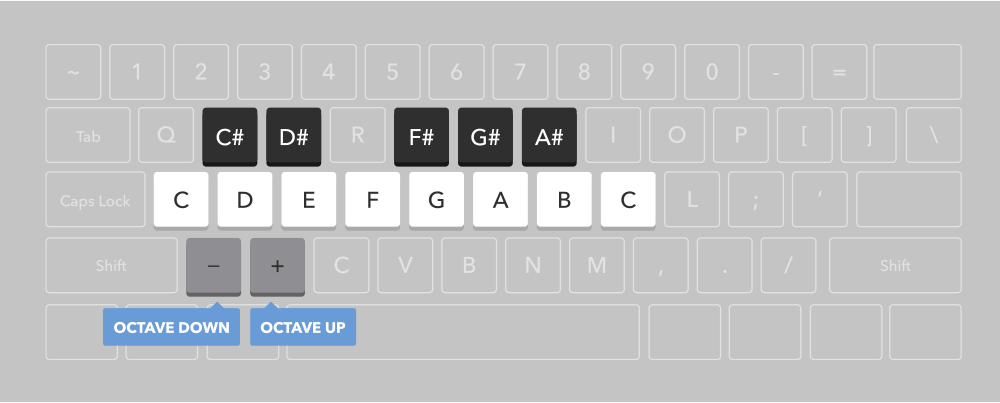 ~ 1 2 3 4 5 6 7 8 9 0 - =
Tab Q C# D# R F# G# A# I O P [ ] \
Caps Lock C D E F G A B C L ; ‘
Shift − + C V B N M , . / Shift
OCTAVE DOWN OCTAVE UP